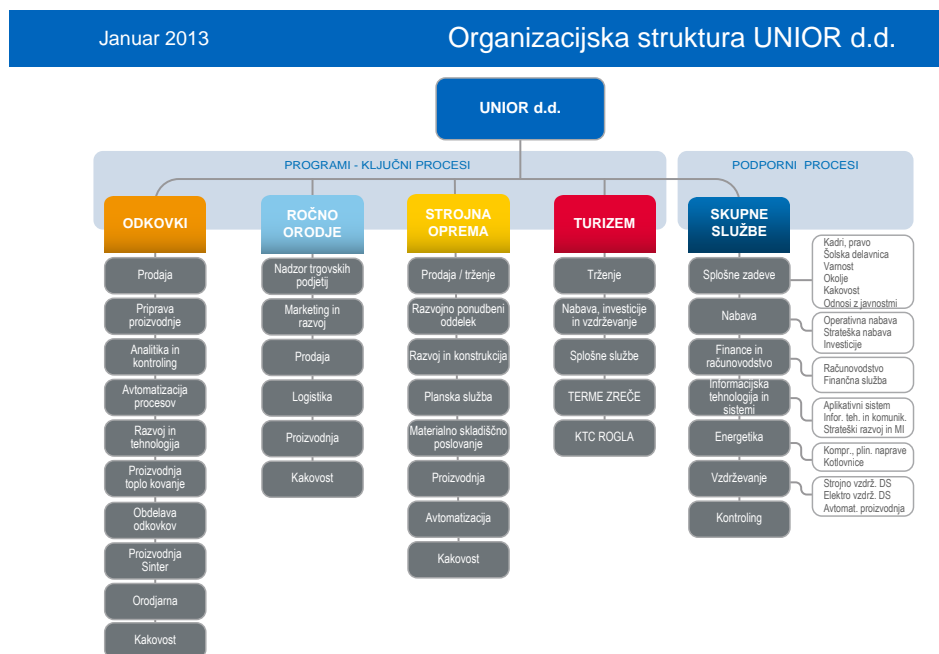 Januar 2013
Organizacijska struktura UNIOR d.d.
UNIOR d.d.
PROGRAMI - KLJUČNI PROCESI
PODPORNI PROCESI
ODKOVKI
Prodaja
Priprava
proizvodnje
Analitika in
kontroling
Avtomatizacija
procesov
Razvoj in
tehnologija
Proizvodnja
toplo kovanje
Obdelava
odkovkov
Proizvodnja
Sinter
Orodjarna
Kakovost
ROČNO
ORODJE
Nadzor trgovskih
podjetij
Marketing in
razvoj
Prodaja
Logistika
Proizvodnja
Kakovost
STROJNA
OPREMA
Prodaja / trženje
Razvojno ponudbeni
oddelek
Razvoj in konstrukcija
Planska služba
Materialno skladiščno
poslovanje
Proizvodnja
Avtomatizacija
Kakovost
TURIZEM
Trženje
Nabava, investicije
in vzdrževanje
Splošne službe
TERME ZREČE
KTC ROGLA
SKUPNE
SLUŽBE
Splošne zadeve
Kadri, pravo
Šolska delavnica
Varnost
Okolje
Kakovost
Odnosi z javnostmi
Nabava
Operativna nabava
Strateška nabava
Investicije
Finance in
računovodstvo
Računovodstvo
Finančna služba
Informacijska
tehnologija in
sistemi
Aplikativni sistem
Infor. teh. in komunik.
Strateški razvoj in MI
Energetika
Kompr., plin. naprave
Kotlovnice
Vzdrževanje
Strojno vzdrž. DS
Elektro vzdrž. DS
Avtomat. proizvodnja
Kontroling